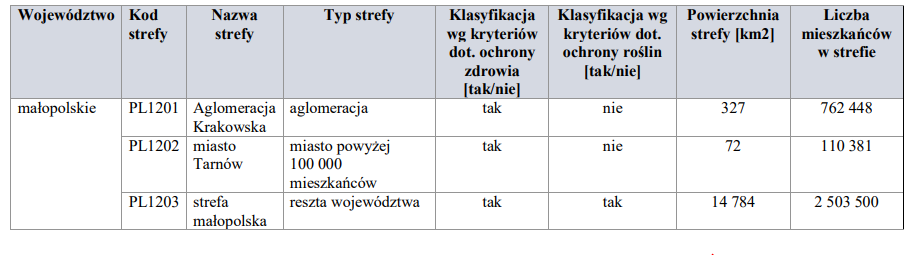 Województwo Kod strefy Nazwa strefy Typ strefy Klasyfikacja wg kryteriów dot. ochrony zdrowia [tak/nie] Klasyfikacja wg kryteriów dot. ochrony roślin [tak/nie] Powierzchnia strefy [km2] Liczba mieszkańców w strefie
małopolskie PL1201 Aglomeracja Krakowska aglomeracja tak nie 327 762 448
PL1202 miasto Tarnów miasto powyżej 100 000 mieszkańców tak nie 72 110 381
PL1203 strefa małopolska reszta województwa tak tak 14 784 2 503 500